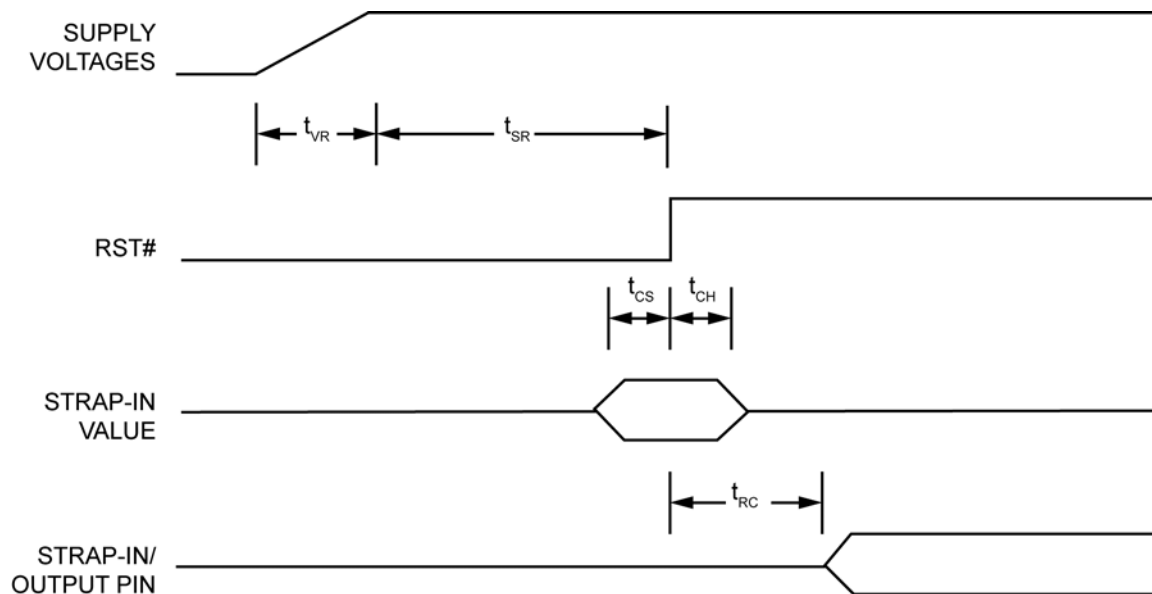 SUPPLY
VOLTAGES
tVR
tSR
RST#
tCS
tCH
STRAP-IN
VALUE
tRC
STRAP-IN/
OUTPUT PIN